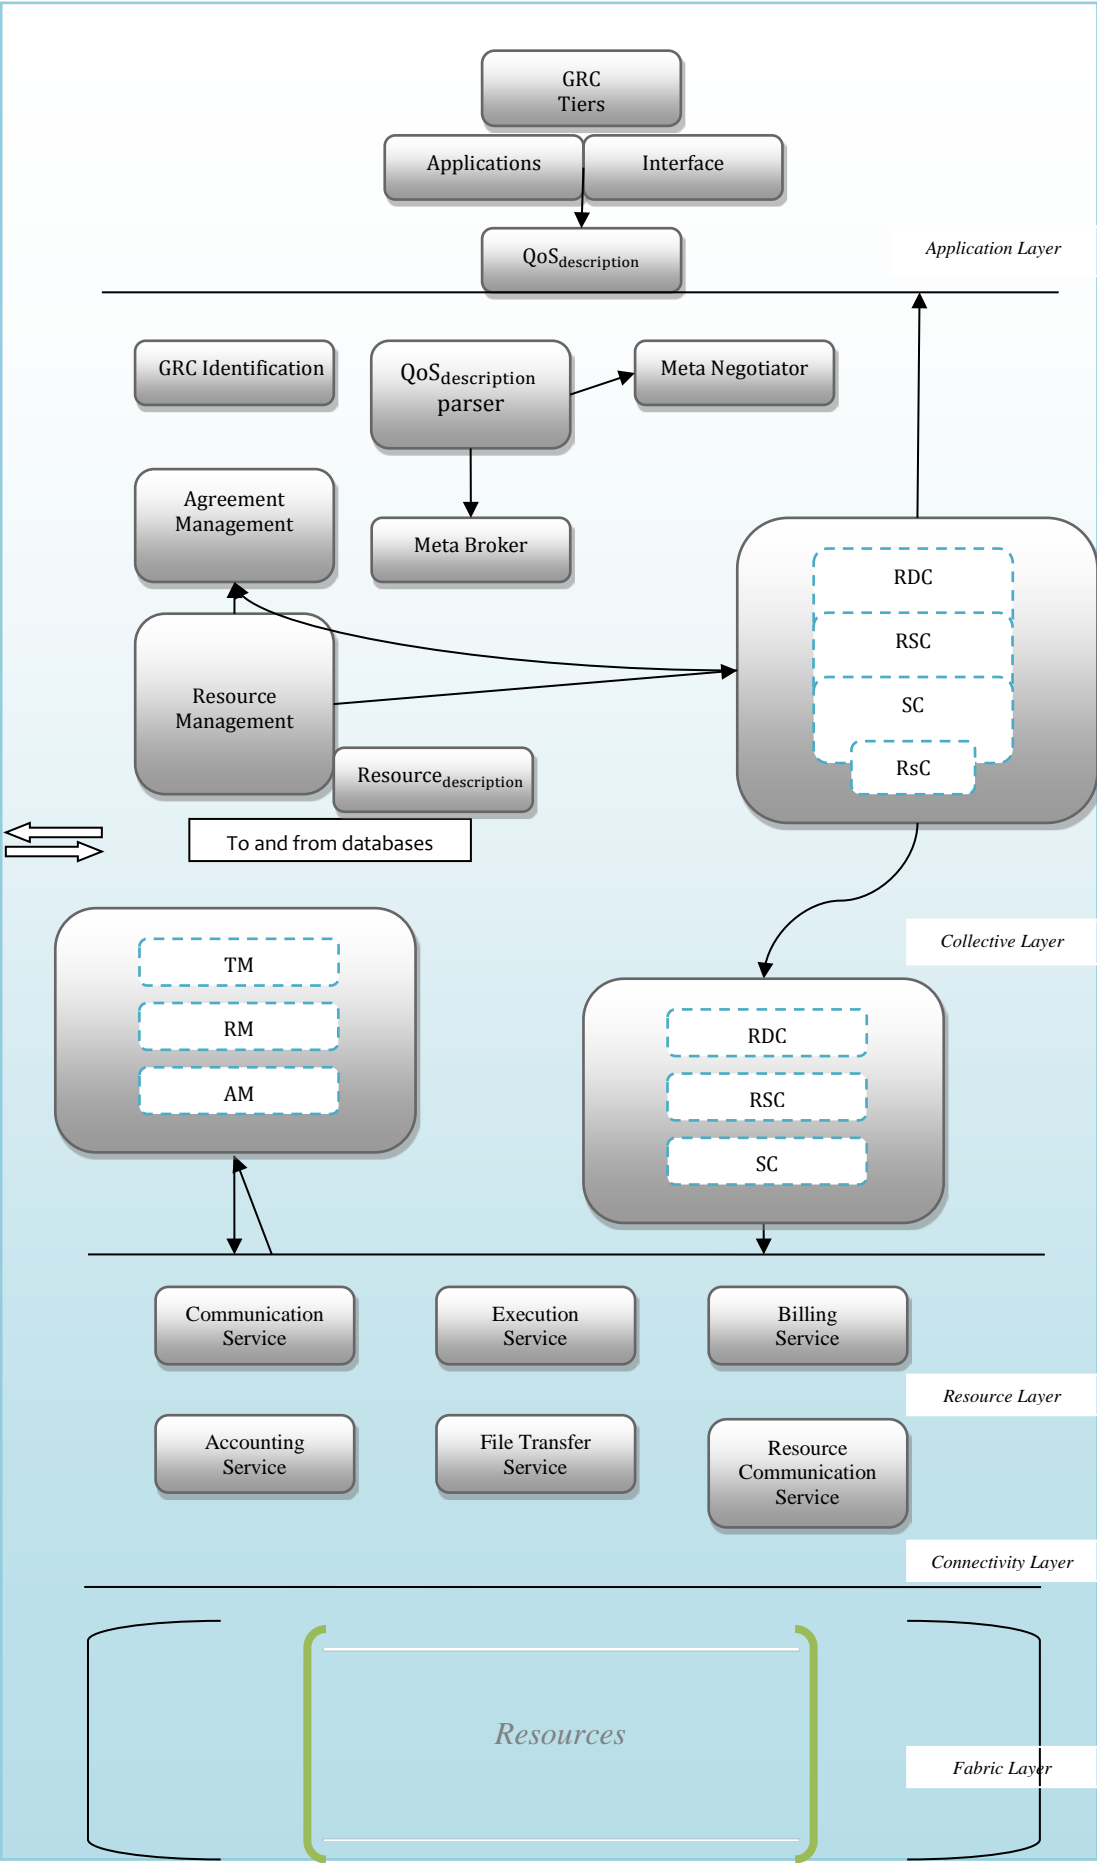 GRC
Tiers
Applications
Interface
QoSdescription
Application Layer
GRC Identification
QoSdescription
parser
Meta Negotiator
Agreement
Management
Meta Broker
RDC
RSC
SC
RsC
Resource
Management
Resourcedescription
To and from databases
Collective Layer
TM
RM
AM
RDC
RSC
SC
Communication
Service
Execution
Service
Billing
Service
Resource Layer
Accounting
Service
File Transfer
Service
Resource
Communication
Service
Connectivity Layer
Resources
Fabric Layer